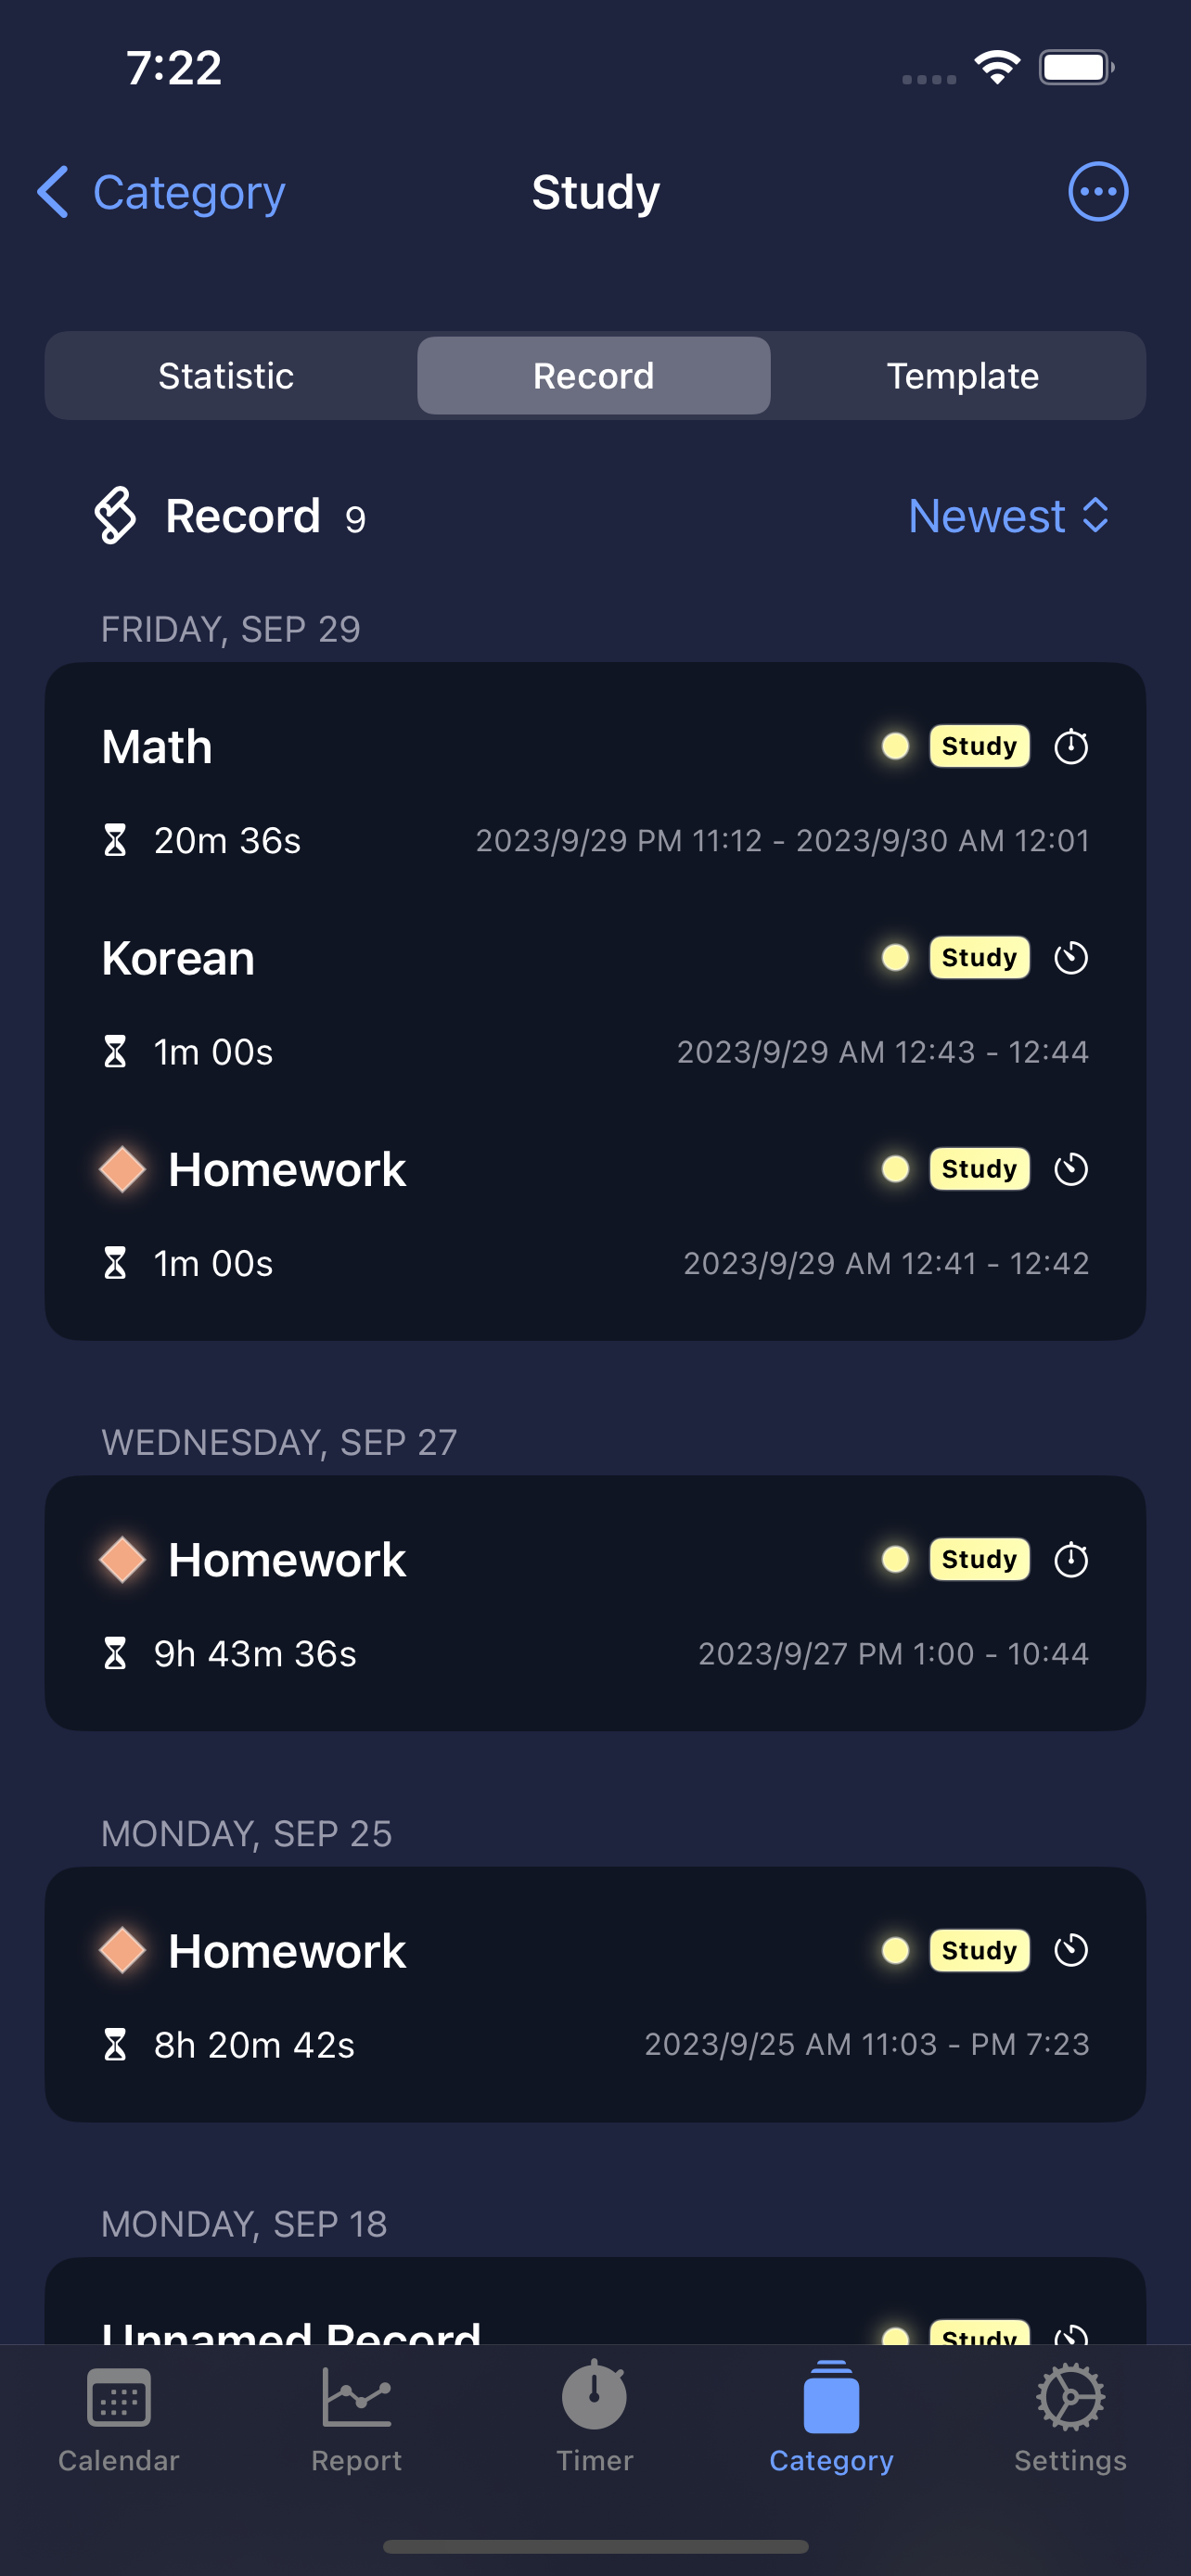 7:22
Category
Study
Statistic
Record
Template
Record 9
Newest
FRIDAY, SEP 29
Math
Study
20m 36s
2023/9/29 PM 11:12 - 2023/9/30 AM 12:01
Korean
Study
1m 00s
2023/9/29 AM 12:43 - 12:44
Homework
Study
1m 00s
2023/9/29 AM 12:41 - 12:42
WEDNESDAY, SEP 27
Homework
Study
9h 43m 36s
2023/9/27 PM 1:00 - 10:44
MONDAY, SEP 25
Homework
Study
8h 20m 42s
2023/9/25 AM 11:03 - PM 7:23
MONDAY, SEP 18
Unnamed Record
Study
Calendar
Report
Timer
Category
Settings